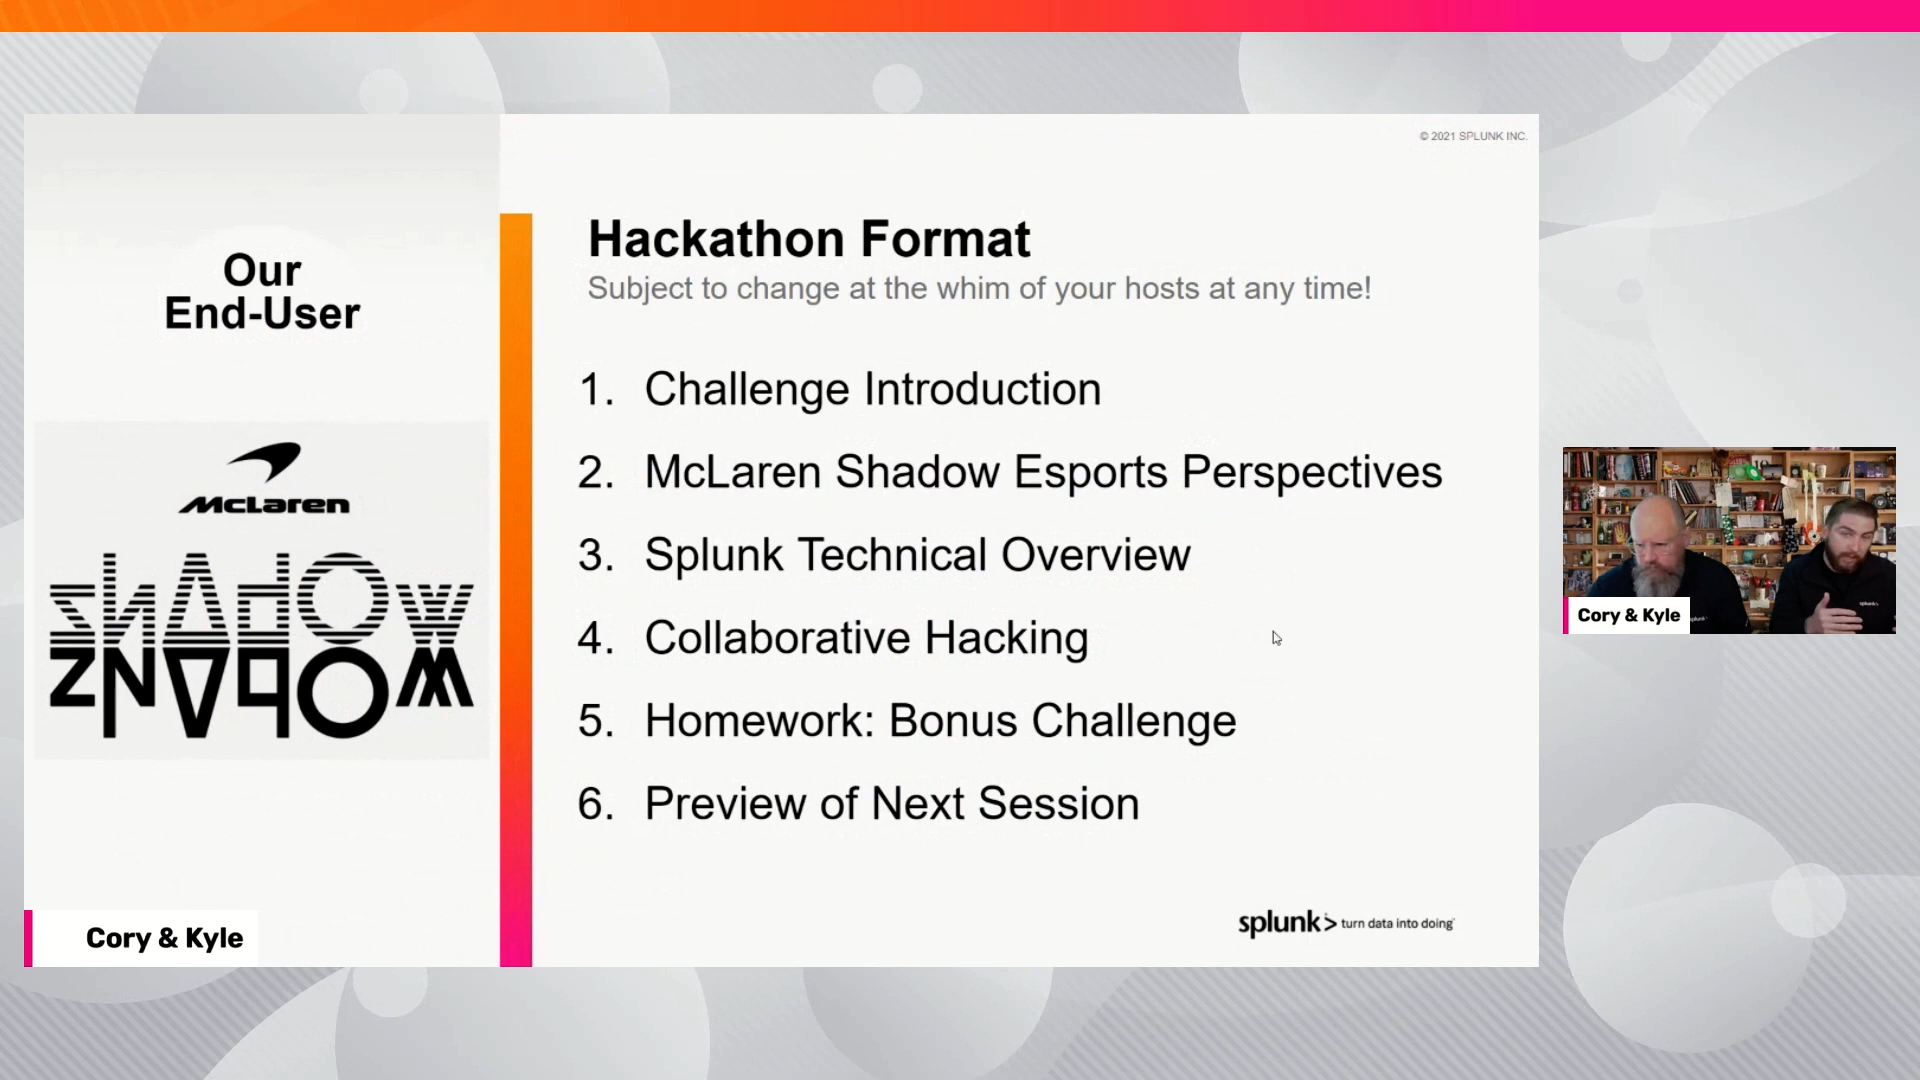 © 2021 SPLUNK INC.
Our
End-User
McLaren
SHADOW
Hackathon Format
Subject to change at the whim of your hosts at any time!
1. Challenge Introduction
2. McLaren Shadow Esports Perspectives
3. Splunk Technical Overview
4. Collaborative Hacking
5. Homework: Bonus Challenge
6. Preview of Next Session
splunk> turn data into doing
Cory & Kyle
Cory & Kyle
splunk>